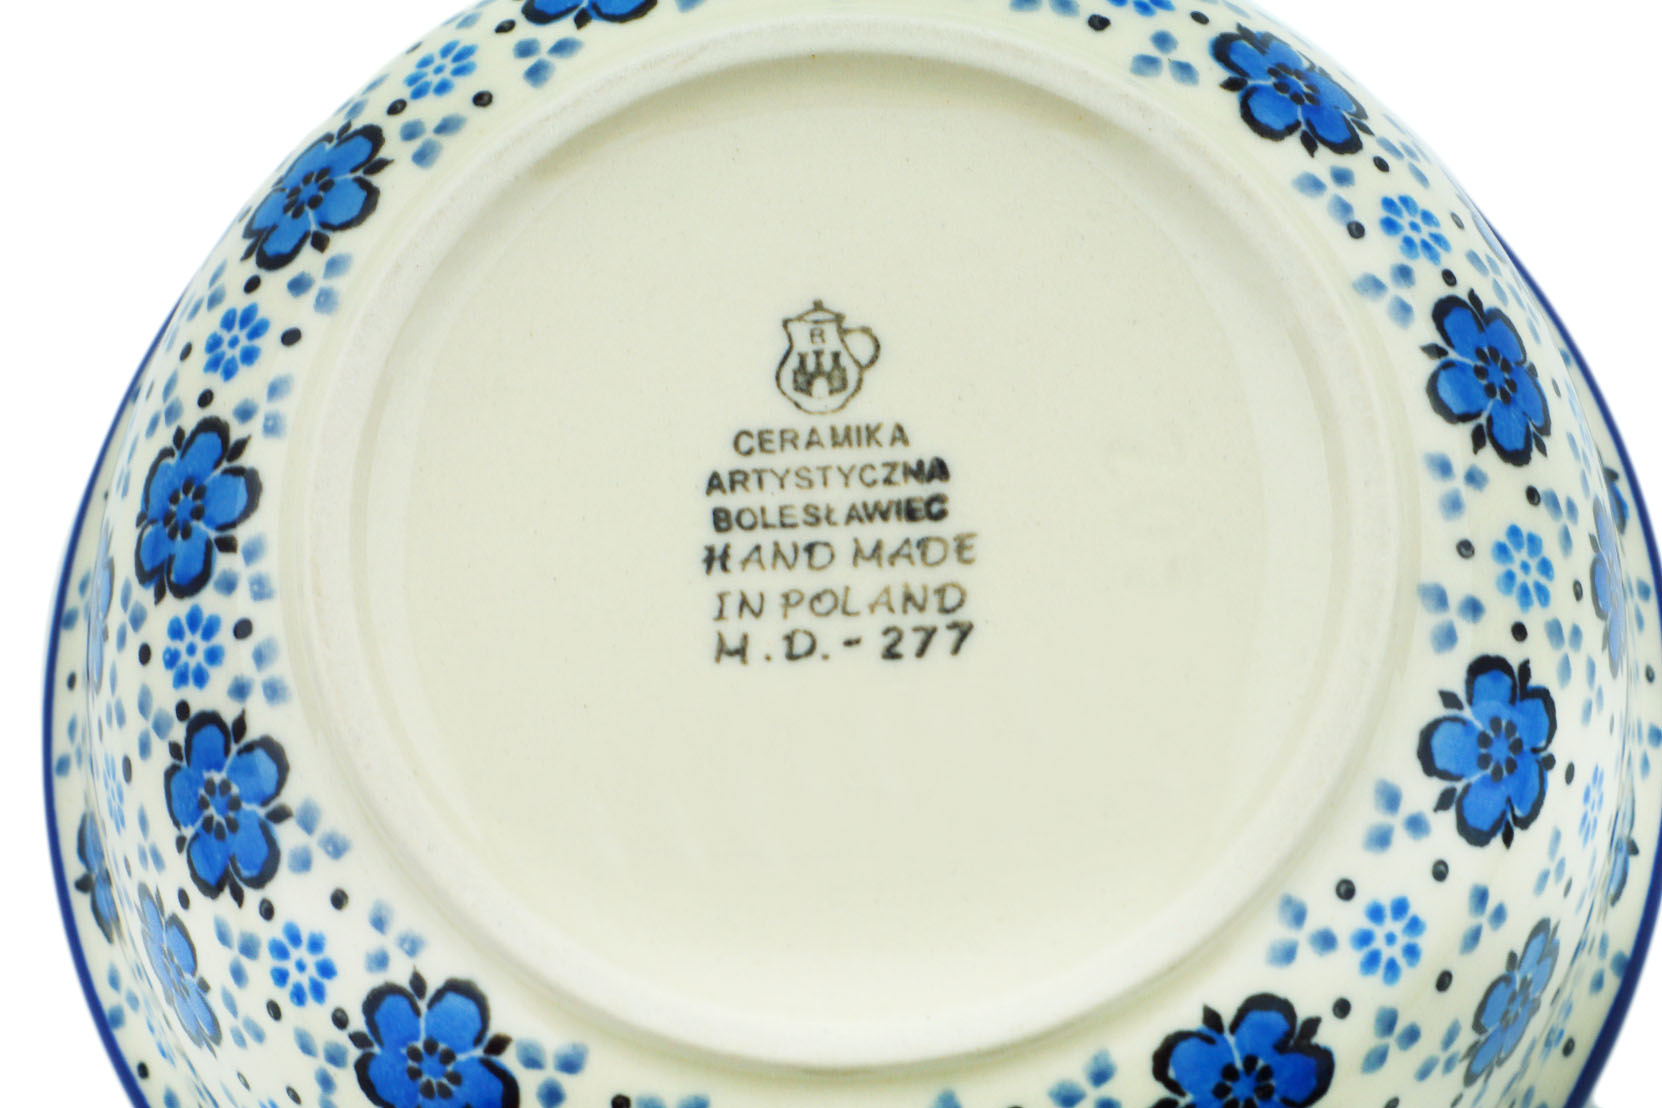 B
CERAMIKA
ARTYSTYCZNA
BOLESŁAWIEC
HAND MADE
IN POLAND
M.D.-277